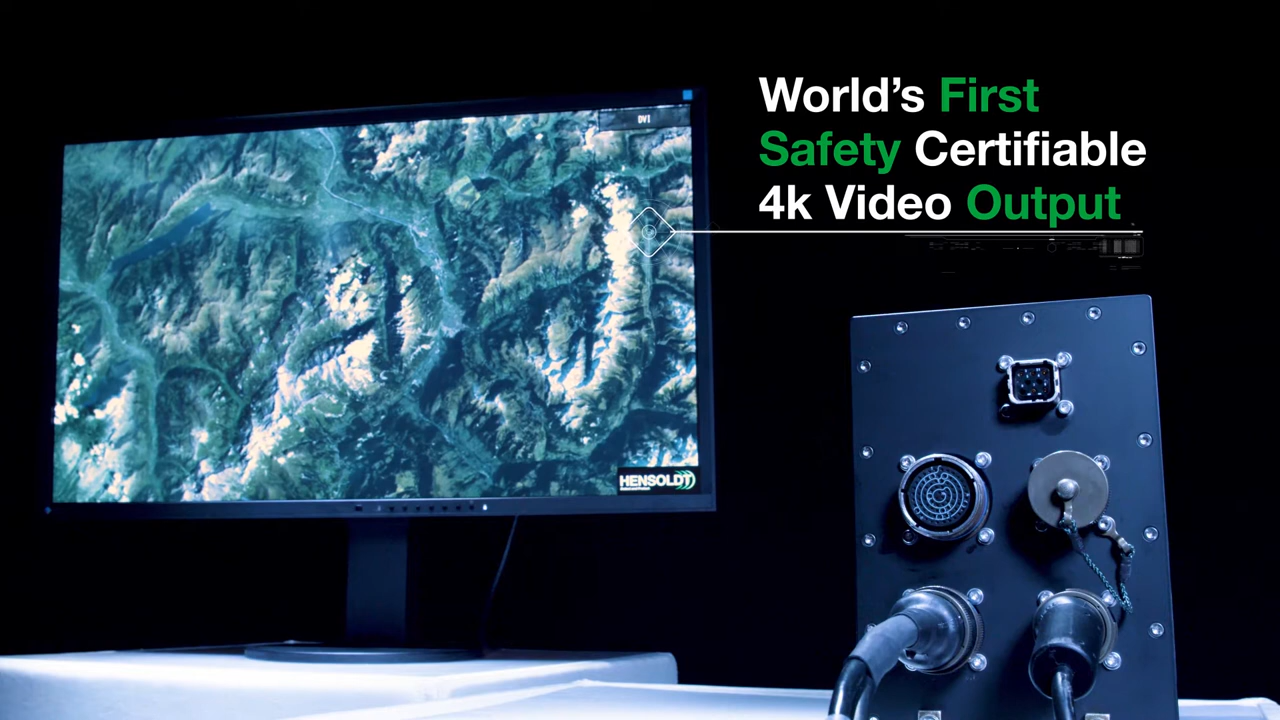 World's First
Safety Certifiable
4k Video Output
DVI
HENSOLDT